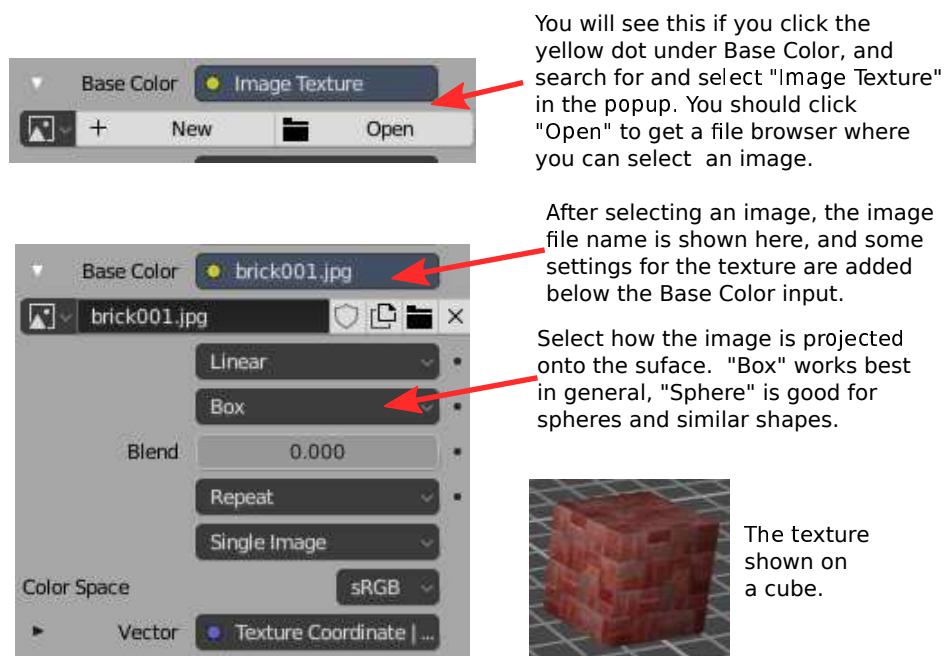 You will see this if you click the
yellow dot under Base Color, and
search for and select "Image Texture"
in the popup. You should click
"Open" to get a file browser where
you can select  an image.
Base Color Image Texture
+ New Open
After selecting an image, the image
file name is shown here, and some
settings for the texture are added
below the Base Color input.
Base Color brick001.jpg
brick001.jpg
Linear
Box
Blend 0.000
Repeat
Single Image
Color Space sRGB
Vector Texture Coordinate | ...
Select how the image is projected
onto the suface.  "Box" works best
in general, "Sphere" is good for
spheres and similar shapes.
The texture
shown on
a cube.